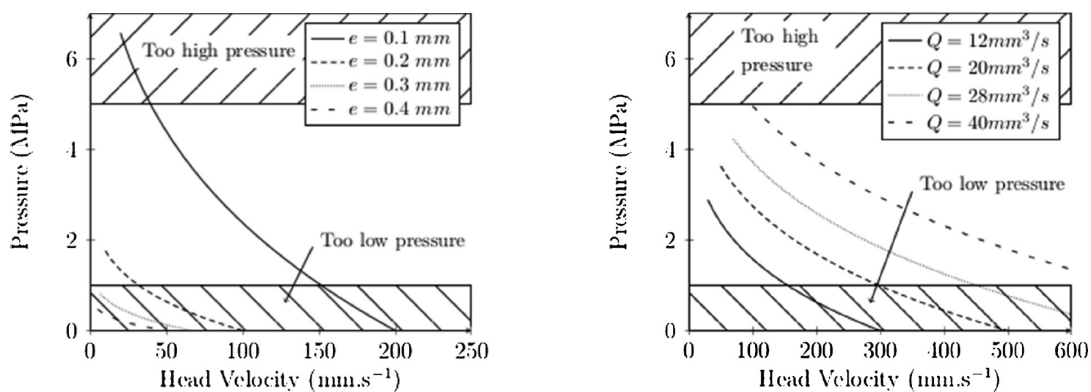 6
4
2
0
Pressure (MPa)
Too high pressure
e = 0.1 mm
e = 0.2 mm
e = 0.3 mm
e = 0.4 mm
Too low pressure
0 50 100 150 200 250
Head Velocity (mm.s⁻¹)
6
4
2
0
Pressure (MPa)
Too high
pressure
Q = 12mm³/s
Q = 20mm³/s
Q = 28mm³/s
Q = 40mm³/s
Too low pressure
0 100 200 300 400 500 600
Head Velocity (mm.s⁻¹)